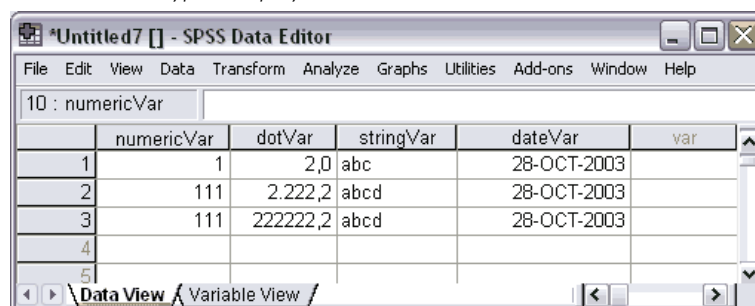 *Untitled7 [] - SPSS Data Editor
File Edit View Data Transform Analyze Graphs Utilities Add-ons Window Help
10 : numericVar
numericVar dotVar stringVar dateVar var
1 1 2,0 abc 28-OCT-2003
2 111 2.222,2 abcd 28-OCT-2003
3 111 222222,2 abcd 28-OCT-2003
4
5
Data View Variable View